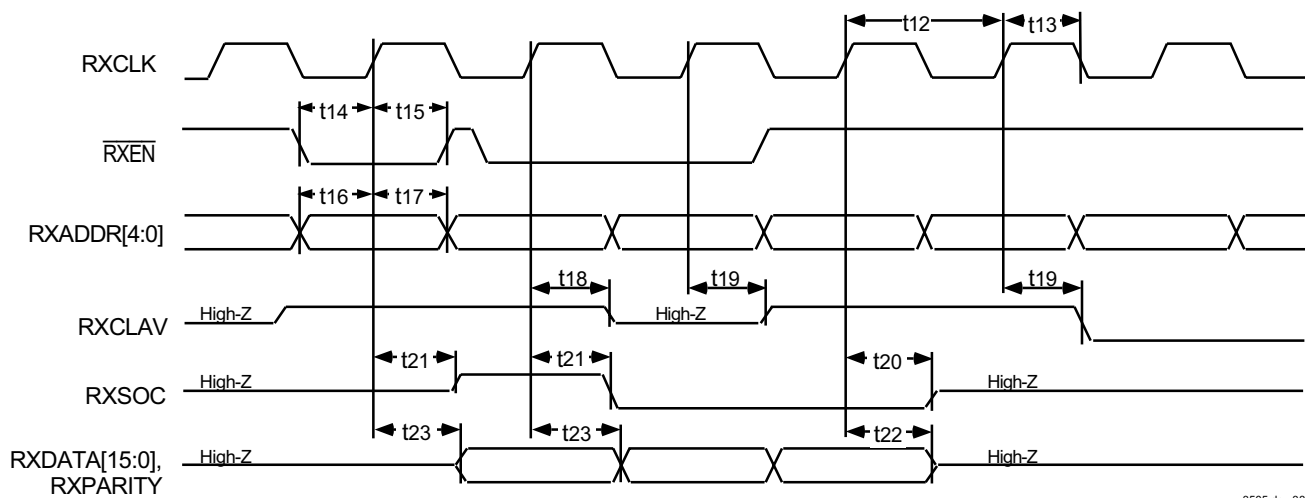 t12
t13
RXCLK
t14
t15
RXEN
t16
t17
RXADDR[4:0]
t18
t19
t19
High-Z
High-Z
RXCLAV
t21
t21
t20
High-Z
High-Z
RXSOC
t23
t23
t22
RXDATA[15:0],
High-Z
High-Z
RXPARITY